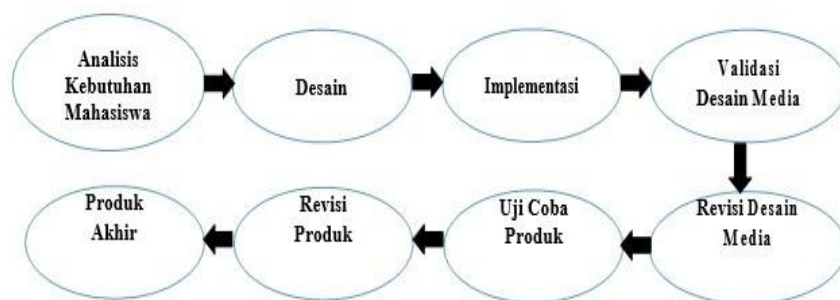 Analisis
Kebutuhan
Mahasiswa
Desain
Implementasi
Validasi
Desain Media
Revisi Desain
Media
Uji Coba
Produk
Revisi
Produk
Produk
Akhir